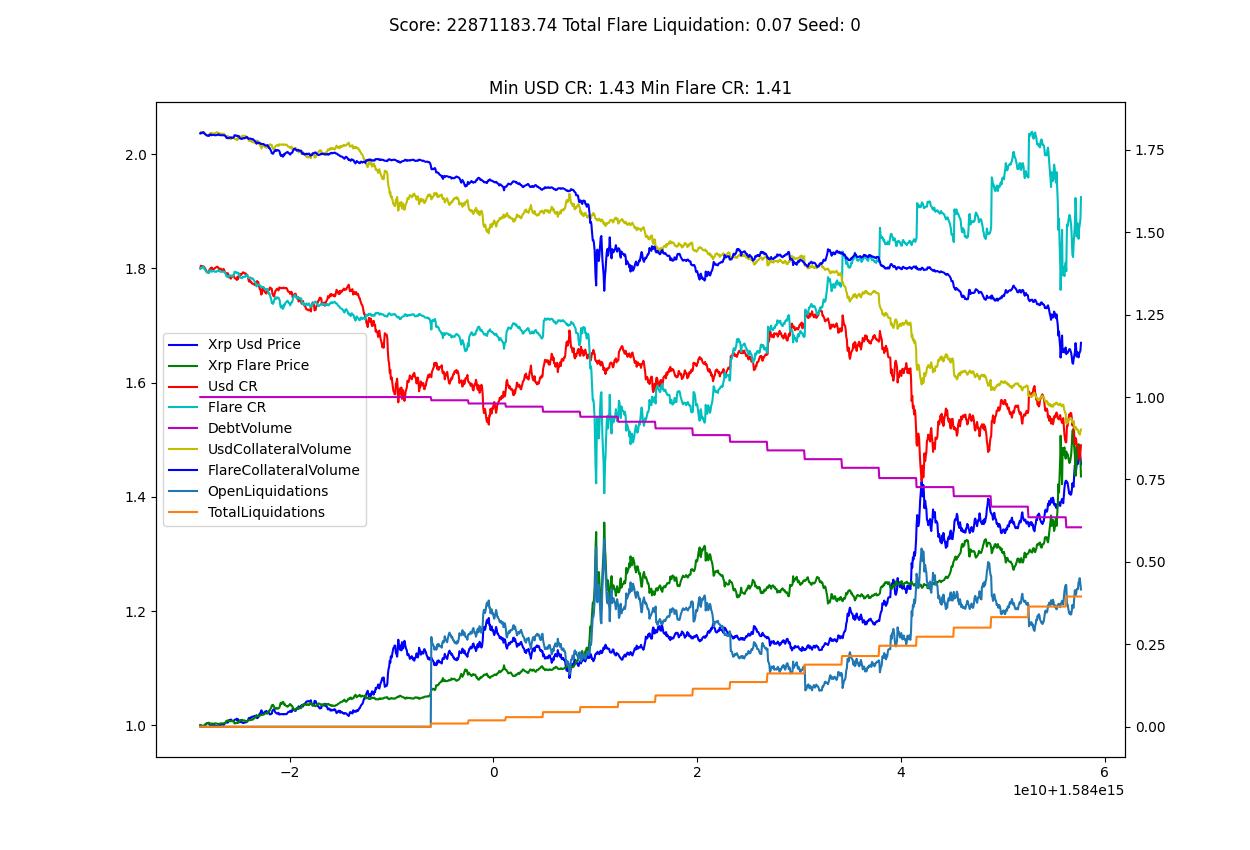 Score: 22871183.74 Total Flare Liquidation: 0.07 Seed: 0
Min USD CR: 1.43 Min Flare CR: 1.41
2.0
1.8
1.6
1.4
1.2
1.0
Xrp Usd Price
Xrp Flare Price
Usd CR
Flare CR
DebtVolume
UsdCollateralVolume
FlareCollateralVolume
OpenLiquidations
TotalLiquidations
1.75
1.50
1.25
1.00
0.75
0.50
0.25
0.00
−2 0 2 4 6
1e10+1.584e15